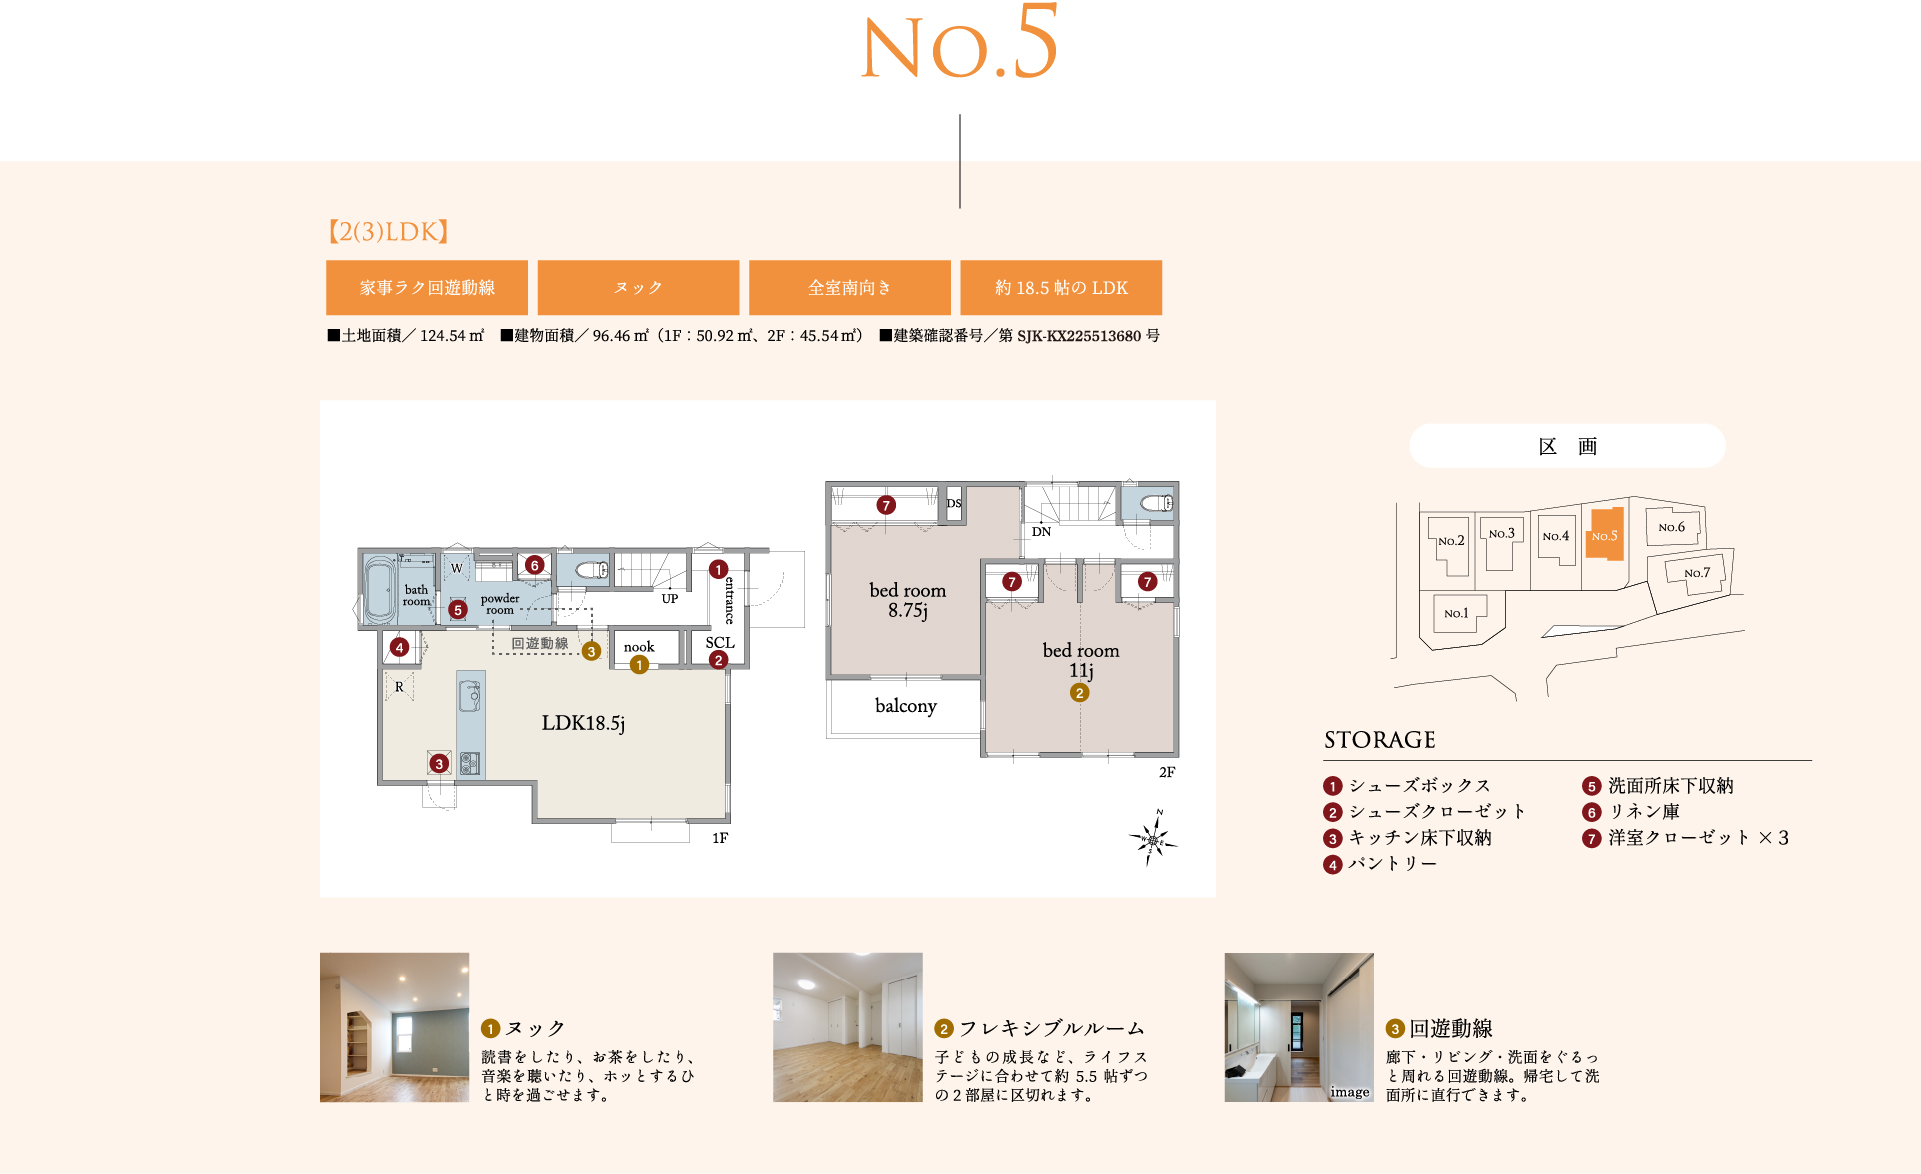 No.5
【2(3)LDK】
家事ラク回遊動線
ヌック
全室南向き
約 18.5 帖の LDK
■土地面積／ 124.54 ㎡ ■建物面積／ 96.46 ㎡（1F：50.92 ㎡、2F：45.54 ㎡） ■建築確認番号／第 SJK-KX225513680 号
bath room
W
powder room
5
6
UP
1
entrance
4
回遊動線
3
nook
1
SCL
2
R
LDK18.5j
3
1F
7
DS
DN
bed room
8.75j
7
7
bed room
11j
2
balcony
2F
N
W
E
S
区 画
No.2
No.3
No.4
No.5
No.6
No.7
No.1
STORAGE
1 シューズボックス
2 シューズクローゼット
3 キッチン床下収納
4 パントリー
5 洗面所床下収納
6 リネン庫
7 洋室クローゼット × 3
1 ヌック
読書をしたり、お茶をしたり、
音楽を聴いたり、ホッとするひ
と時を過ごせます。
2 フレキシブルルーム
子どもの成長など、ライフス
テージに合わせて約 5.5 帖ずつ
の 2 部屋に区切れます。
image
3 回遊動線
廊下・リビング・洗面をぐるっ
と周れる回遊動線。帰宅して洗
面所に直行できます。